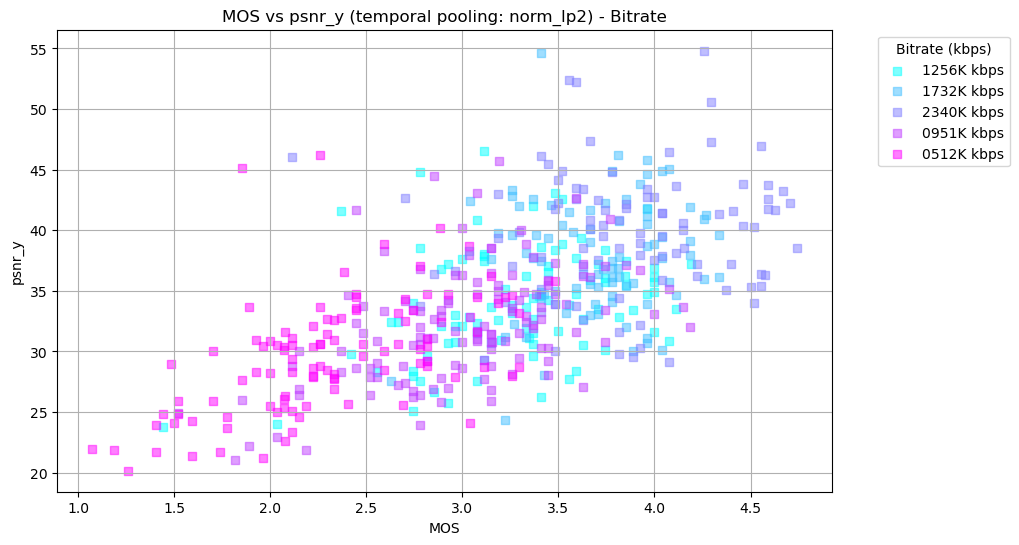 MOS vs psnr_y (temporal pooling: norm_lp2) - Bitrate
psnr_y
55
50
45
40
35
30
25
20
1.0 1.5 2.0 2.5 3.0 3.5 4.0 4.5
MOS
Bitrate (kbps)
1256K kbps
1732K kbps
2340K kbps
0951K kbps
0512K kbps